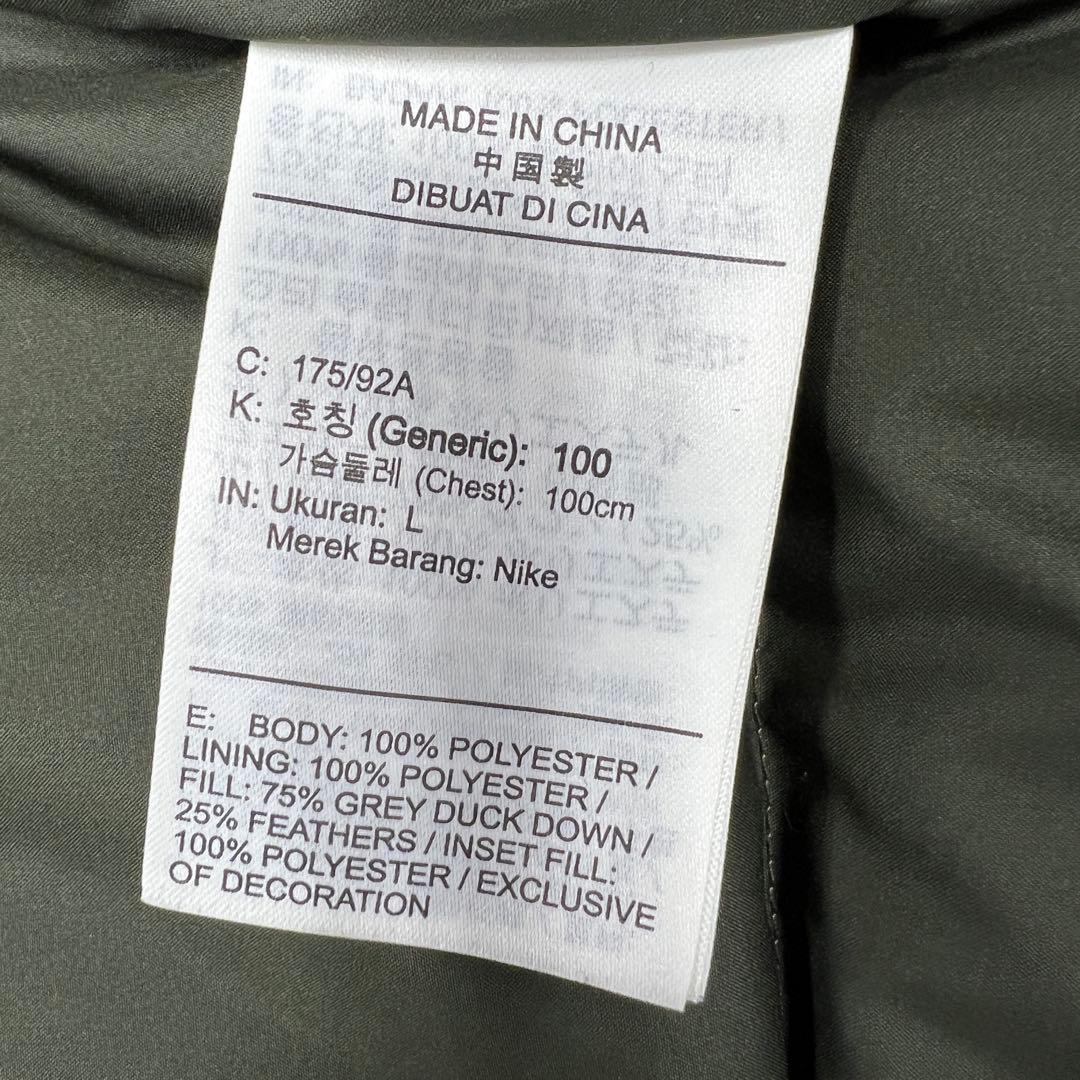 MADE IN CHINA
中国製
DIBUAT DI CINA
C: 175/92A
K: 호칭 (Generic): 100
가슴둘레 (Chest): 100cm
IN: Ukuran: L
Merek Barang: Nike
E: BODY: 100% POLYESTER /
LINING: 100% POLYESTER /
FILL: 75% GREY DUCK DOWN /
25% FEATHERS / INSET FILL:
100% POLYESTER / EXCLUSIVE
OF DECORATION